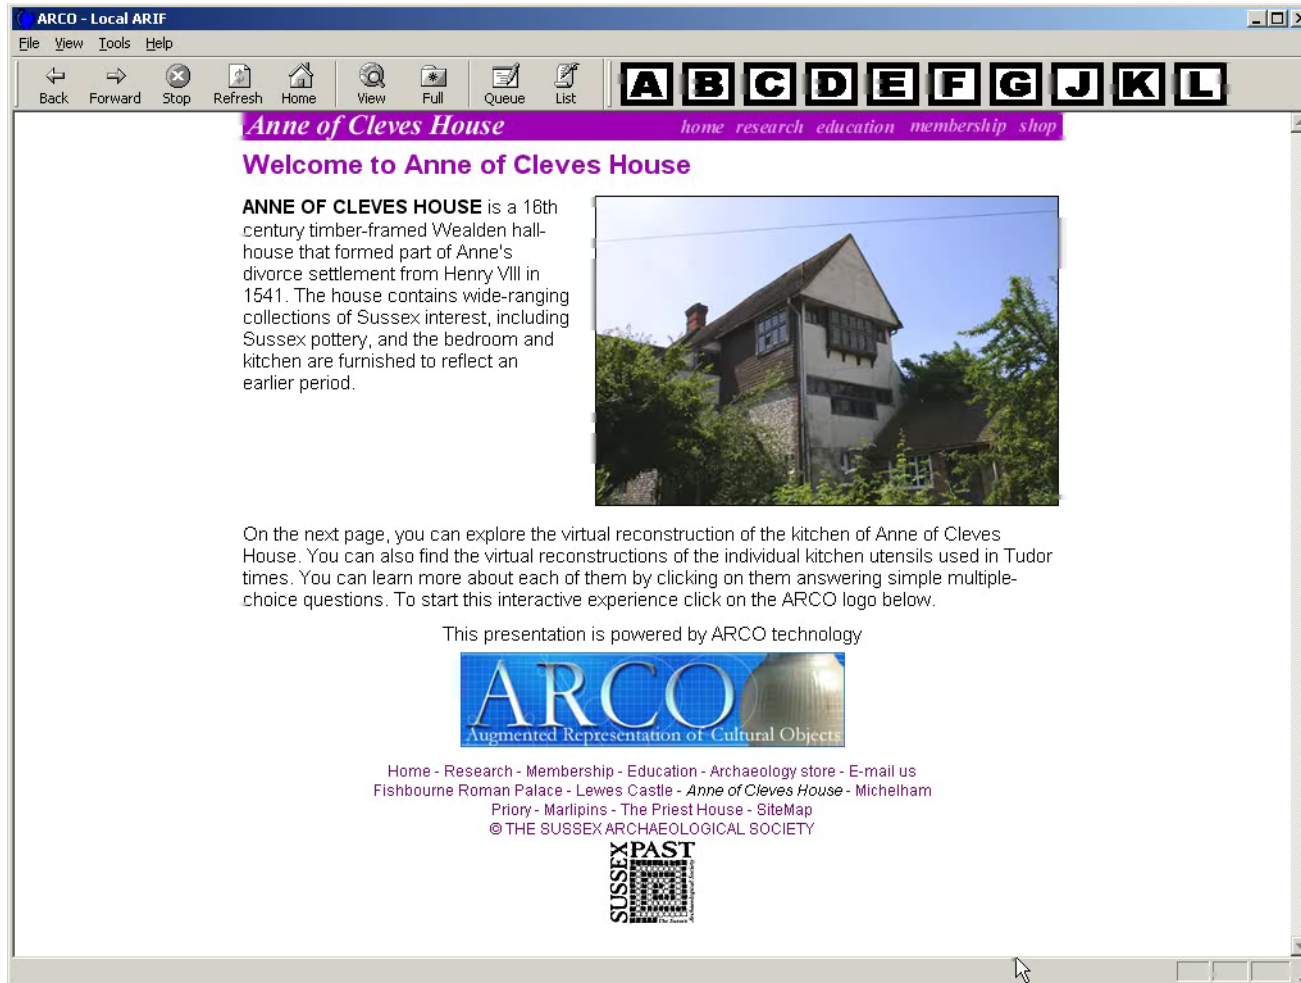 ARCO - Local ARIF
File View Tools Help
Back Forward Stop Refresh Home View Full Queue List A B C D E F G J K L
Anne of Cleves House home research education membership shop
Welcome to Anne of Cleves House
ANNE OF CLEVES HOUSE is a 16th
century timber-framed Wealden hall-
house that formed part of Anne's
divorce settlement from Henry VIII in
1541. The house contains wide-ranging
collections of Sussex interest, including
Sussex pottery, and the bedroom and
kitchen are furnished to reflect an
earlier period.
On the next page, you can explore the virtual reconstruction of the kitchen of Anne of Cleves
House. You can also find the virtual reconstructions of the individual kitchen utensils used in Tudor
times. You can learn more about each of them by clicking on them answering simple multiple-
choice questions. To start this interactive experience click on the ARCO logo below.
This presentation is powered by ARCO technology
ARCO
Augmented Representation of Cultural Objects
Home - Research - Membership - Education - Archaeology store - E-mail us
Fishbourne Roman Palace - Lewes Castle - Anne of Cleves House - Michelham
Priory - Marlipins - The Priest House - SiteMap
© THE SUSSEX ARCHAEOLOGICAL SOCIETY
SUSSEX PAST
The Sussex
Archaeological Society